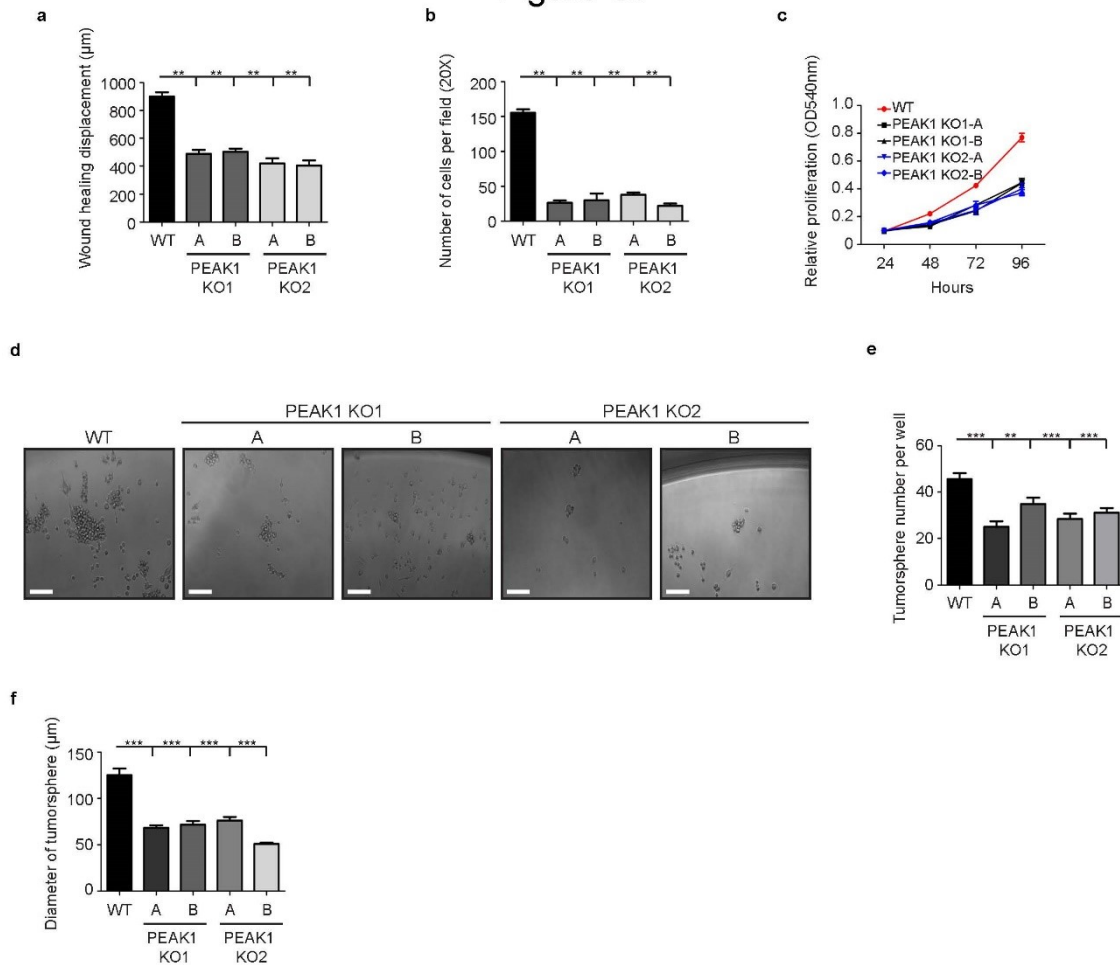 a
Wound healing displacement (µm)
** ** ** **
1000
800
600
400
200
0
WT A B A B
PEAK1 PEAK1
KO1 KO2
b
Number of cells per field (20X)
** ** ** **
200
150
100
50
0
WT A B A B
PEAK1 PEAK1
KO1 KO2
c
Relative proliferation (OD540nm)
1.0
0.8
0.6
0.4
0.2
0
WT
PEAK1 KO1-A
PEAK1 KO1-B
PEAK1 KO2-A
PEAK1 KO2-B
24 48 72 96
Hours
d
PEAK1 KO1 PEAK1 KO2
WT A B A B
e
Tumorsphere number per well
*** ** *** ***
60
40
20
0
WT A B A B
PEAK1 PEAK1
KO1 KO2
f
Diameter of tumorsphere (µm)
*** *** *** ***
150
100
50
0
WT A B A B
PEAK1 PEAK1
KO1 KO2